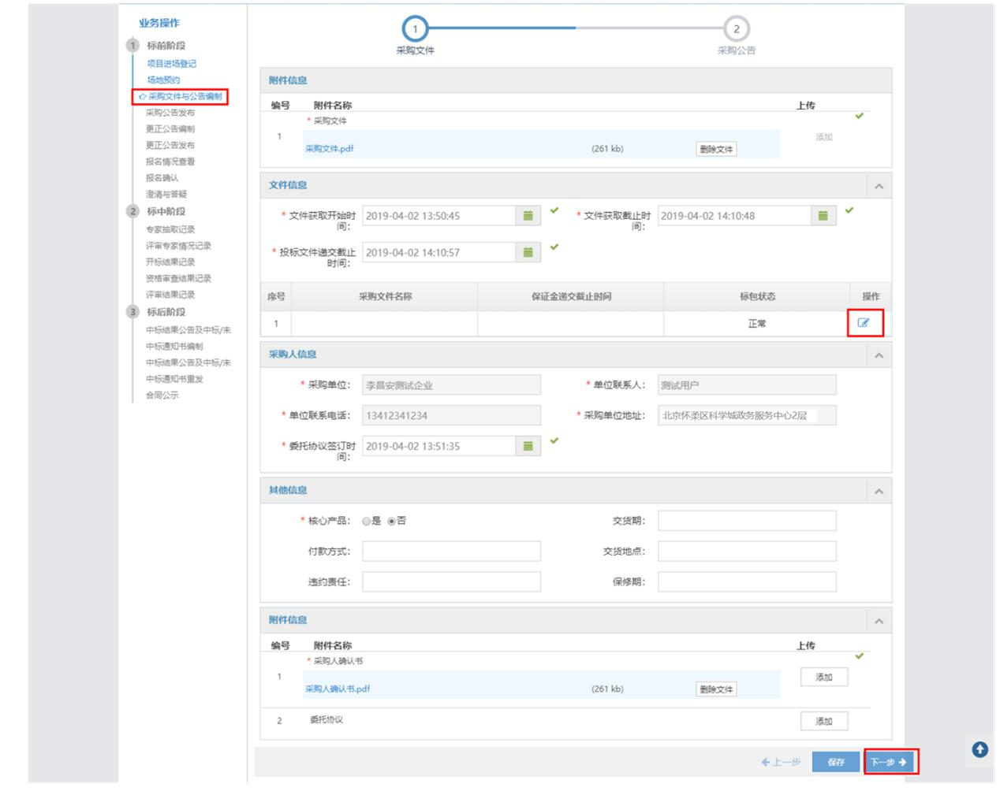 业务操作
1 标前阶段
项目进场登记
场地预约
采购文件与公告编制
采购公告发布
更正公告编制
更正公告发布
报名情况查看
报名确认
澄清与答疑
2 标中阶段
专家抽取记录
评审专家情况记录
开标结果记录
资格审查结果记录
评审结果记录
3 标后阶段
中标结果公告及中标/未
中标通知书编制
中标结果公告及中标/未
中标通知书重发
合同公示
1 2
采购文件 采购公告
附件信息
编号 附件名称 上传
* 采购文件
1 添加
采购文件.pdf (261 kb) 删除文件
文件信息
* 文件获取开始时间: 2019-04-02 13:50:45 * 文件获取截止时间: 2019-04-02 14:10:48
* 投标文件递交截止时间: 2019-04-02 14:10:57
序号 采购文件名称 保证金递交截止时间 标包状态 操作
1 正常
采购人信息
* 采购单位: 李昌安测试企业 * 单位联系人: 测试用户
* 单位联系电话: 13412341234 * 采购单位地址: 北京怀柔区科学城政务服务中心2层
* 委托协议签订时间: 2019-04-02 13:51:35
其他信息
* 核心产品: 是 否 交货期:
付款方式: 交货地点:
违约责任: 保修期:
附件信息
编号 附件名称 上传
* 采购人确认书
1 添加
采购人确认书.pdf (261 kb) 删除文件
2 委托协议 添加
上一步 保存 下一步